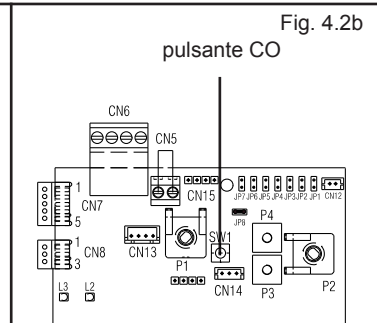 Fig. 4.2b
pulsante CO
CN6
CN5
1
CN7
5
CN15
JP7 JP6 JP5 JP4 JP3 JP2 JP1 CN12
JP8
P4
SW1
1
CN8
3
CN13
P1
CN14
P3
P2
L3 L2